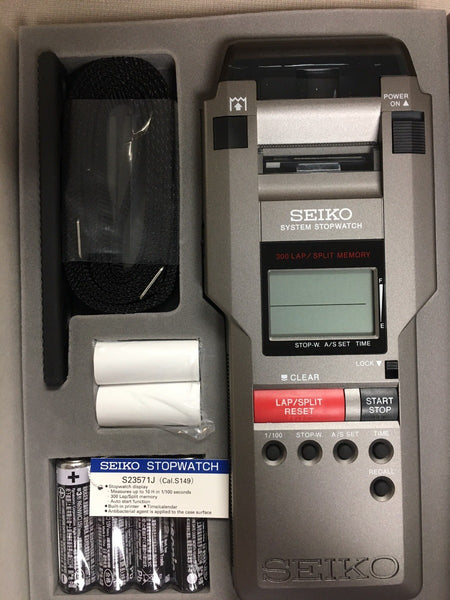 POWER
ON ▲
SEIKO
SYSTEM STOPWATCH
300 LAP/SPLIT MEMORY
F
E
STOP-W. A/S SET TIME
LOCK ▼
CLEAR
LAP/SPLIT
RESET
START
STOP
1/100 STOP-W. A/S SET TIME
RECALL
SEIKO
SEIKO STOPWATCH
S23571J (Cal.S149)
● Stopwatch display
- Measures up to 10 H in 1/100 seconds
- 300 Lap/Split memory
- Auto start function
● Built-in printer ● Time/calendar
● Antibacterial agent is applied to the case surface